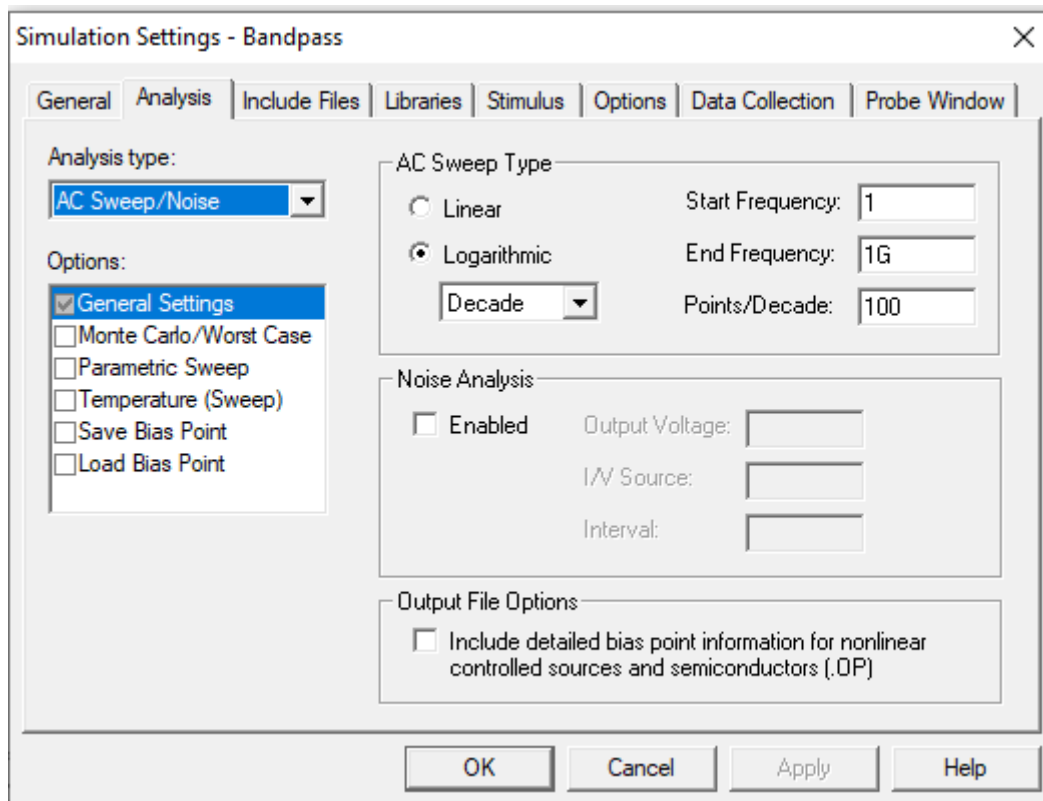 Simulation Settings - Bandpass
General Analysis Include Files Libraries Stimulus Options Data Collection Probe Window
Analysis type:
AC Sweep/Noise
Options:
General Settings
Monte Carlo/Worst Case
Parametric Sweep
Temperature (Sweep)
Save Bias Point
Load Bias Point
AC Sweep Type
Linear
Logarithmic
Decade
Start Frequency: 1
End Frequency: 1G
Points/Decade: 100
Noise Analysis
Enabled
Output Voltage:
I/V Source:
Interval:
Output File Options
Include detailed bias point information for nonlinear
controlled sources and semiconductors (.OP)
OK Cancel Apply Help